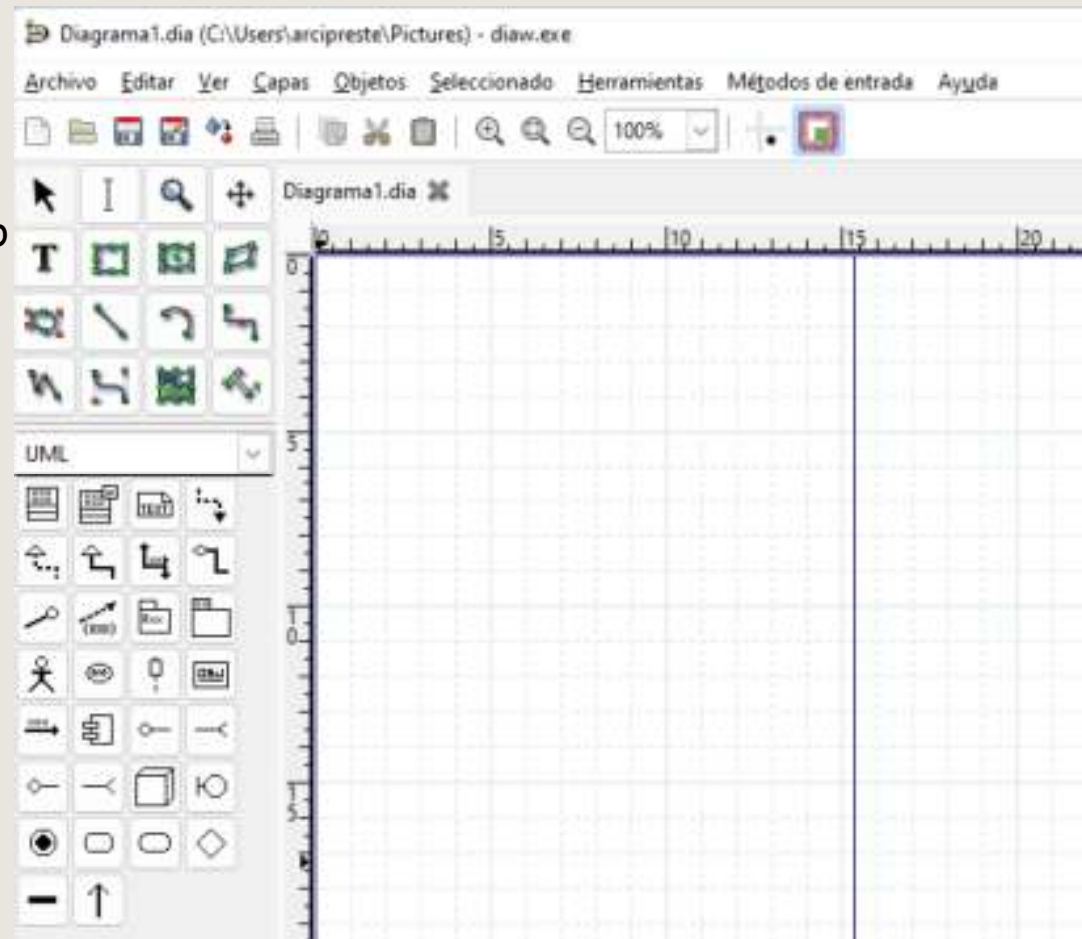 Diagrama1.dia (C:\Users\arcipreste\Pictures) - diaw.exe
Archivo Editar Ver Capas Objetos Seleccionado Herramientas Métodos de entrada Ayuda
100%
Diagrama1.dia
0 5 10 15 20
T
0
5
UML
10
15